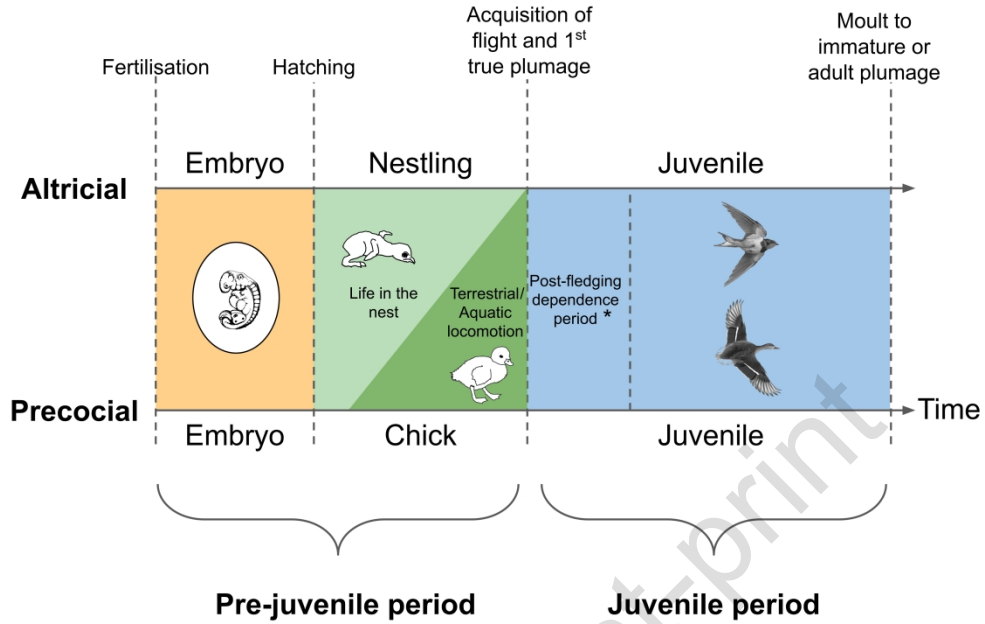 Acquisition of
flight and 1st
true plumage
Moult to
immature or
adult plumage
Fertilisation
Hatching
Embryo
Nestling
Juvenile
Altricial
Life in the
nest
Terrestrial/
Aquatic
locomotion
Post-fledging
dependence
period *
Precocial
Time
Embryo
Chick
Juvenile
Pre-juvenile period
Juvenile period
t-print